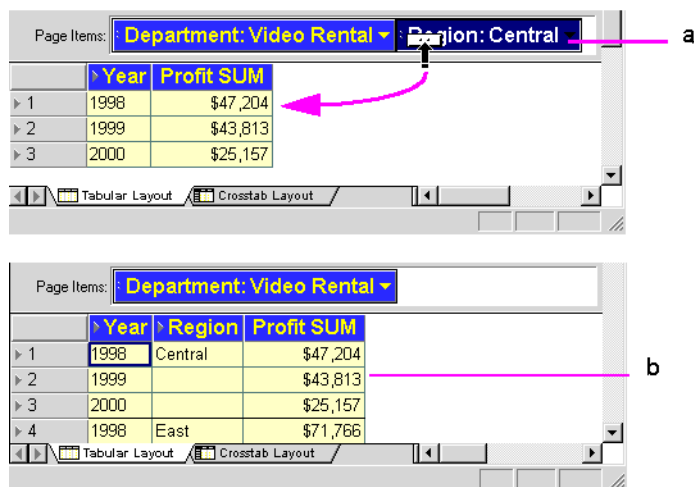 Page Items: Department: Video Rental Region: Central a
Year Profit SUM
1 1998 $47,204
2 1999 $43,813
3 2000 $25,157
Tabular Layout Crosstab Layout
Page Items: Department: Video Rental
Year Region Profit SUM
1 1998 Central $47,204
2 1999 $43,813 b
3 2000 $25,157
4 1998 East $71,766
Tabular Layout Crosstab Layout